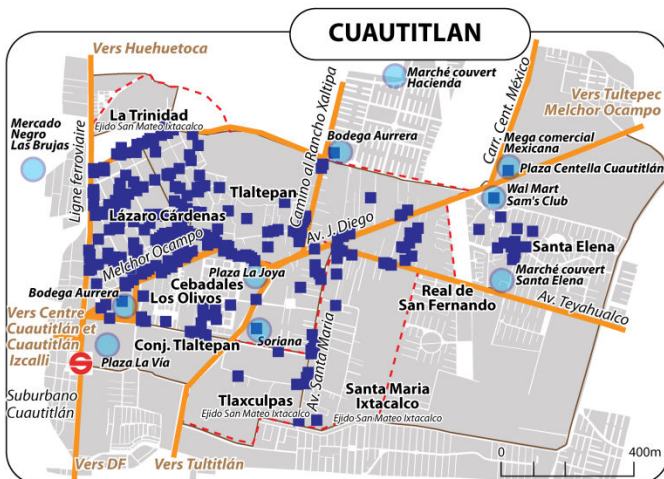 CUAUTITLAN
Vers Huehuetoca
Marché couvert
Hacienda
Carr. Cent. México
Vers Tultepec
Melchor Ocampo
La Trinidad
Ejido San Mateo Ixtacalco
Mercado
Negro
Las Brujas
Ligne ferroviaire
Camino al Rancho Xaltipa
Bodega Aurrera
Mega comercial
Mexicana
Plaza Centella Cuautitlán
Tlaltepan
Wal Mart
Sam's Club
Lázaro Cárdenas
Av. J. Diego
Melchor Ocampo
Santa Elena
Plaza La Joya
Marché couvert
Santa Elena
Cebadales
Los Olivos
Bodega Aurrera
Real de
San Fernando
Av. Teyahualco
Vers Centre
Cuautitlán et
Cuautitlán
Izcalli
Conj. Tlaltepan
Soriana
Plaza La Via
Av. Santa Maria
Suburbano
Cuautitlán
Tlaxculpas
Ejido San Mateo Ixtacalco
Santa Maria
Ixtacalco
Ejido San Mateo Ixtacalco
Vers DF
Vers Tultitlán
0
400m